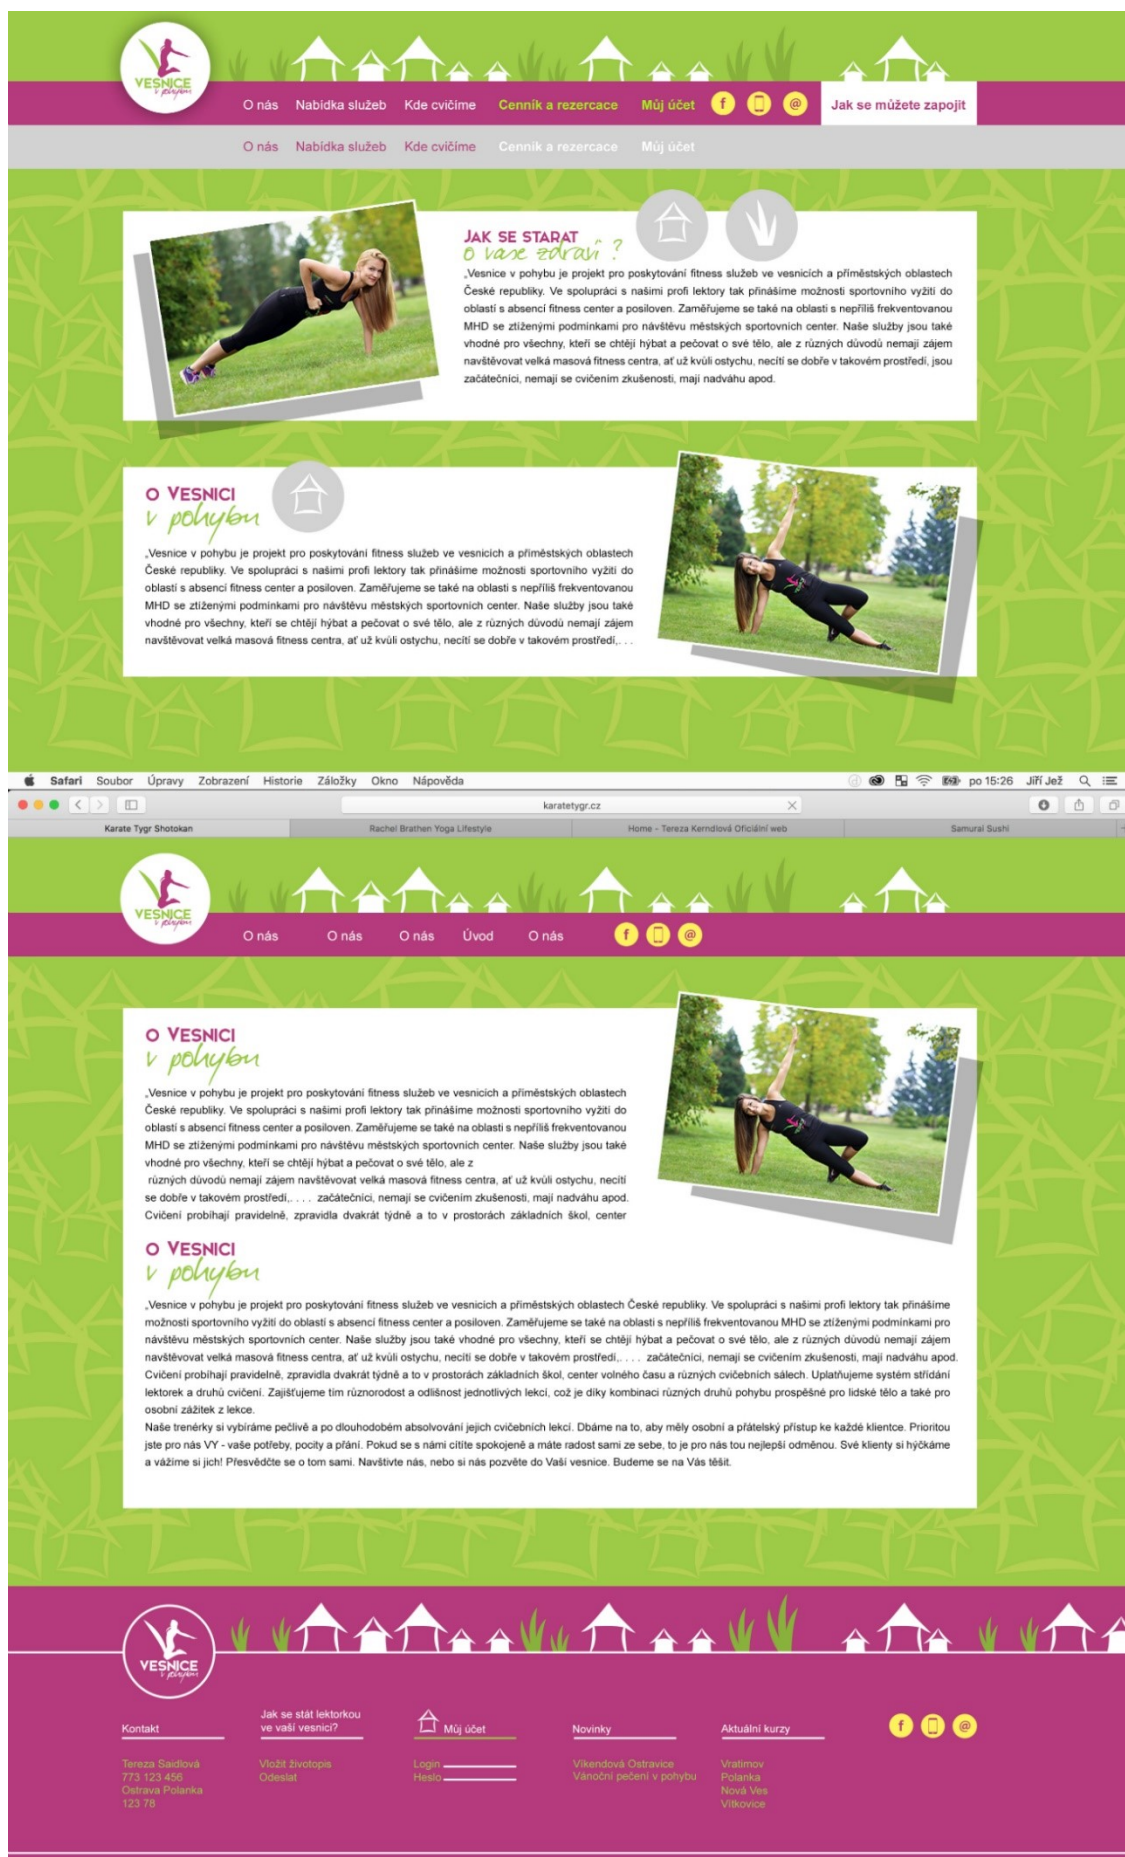 VESNICE
v pohybu
O nás Nabídka služeb Kde cvičíme Cenník a rezercace Můj účet f @ Jak se můžete zapojit
O nás Nabídka služeb Kde cvičíme Cenník a rezercace Můj účet
JAK SE STARAT
o vase zdraví ?
„Vesnice v pohybu je projekt pro poskytování fitness služeb ve vesnicích a příměstských oblastech
České republiky. Ve spolupráci s našimi profi lektory tak přinášíme možnosti sportovního vyžití do
oblastí s absencí fitness center a posiloven. Zaměřujeme se také na oblasti s nepříliš frekventovanou
MHD se ztíženými podmínkami pro návštěvu městských sportovních center. Naše služby jsou také
vhodné pro všechny, kteří se chtějí hýbat a pečovat o své tělo, ale z různých důvodů nemají zájem
navštěvovat velká masová fitness centra, ať už kvůli ostychu, necítí se dobře v takovém prostředí, jsou
začátečníci, nemají se cvičením zkušenosti, mají nadváhu apod.
O VESNICI
v pohybu
„Vesnice v pohybu je projekt pro poskytování fitness služeb ve vesnicích a příměstských oblastech
České republiky. Ve spolupráci s našimi profi lektory tak přinášíme možnosti sportovního vyžití do
oblastí s absencí fitness center a posiloven. Zaměřujeme se také na oblasti s nepříliš frekventovanou
MHD se ztíženými podmínkami pro návštěvu městských sportovních center. Naše služby jsou také
vhodné pro všechny, kteří se chtějí hýbat a pečovat o své tělo, ale z různých důvodů nemají zájem
navštěvovat velká masová fitness centra, ať už kvůli ostychu, necítí se dobře v takovém prostředí,. . .
Safari Soubor Úpravy Zobrazení Historie Záložky Okno Nápověda po 15:26 Jiří Jež
karatetygr.cz
Karate Tygr Shotokan Rachel Brathen Yoga Lifestyle Home - Tereza Kerndlová Oficiální web Samurai Sushi
VESNICE
v pohybu
O nás O nás O nás Úvod O nás f @
O VESNICI
v pohybu
„Vesnice v pohybu je projekt pro poskytování fitness služeb ve vesnicích a příměstských oblastech
České republiky. Ve spolupráci s našimi profi lektory tak přinášíme možnosti sportovního vyžití do
oblastí s absencí fitness center a posiloven. Zaměřujeme se také na oblasti s nepříliš frekventovanou
MHD se ztíženými podmínkami pro návštěvu městských sportovních center. Naše služby jsou také
vhodné pro všechny, kteří se chtějí hýbat a pečovat o své tělo, ale z
různých důvodů nemají zájem navštěvovat velká masová fitness centra, ať už kvůli ostychu, necítí
se dobře v takovém prostředí,. . . . začátečníci, nemají se cvičením zkušenosti, mají nadváhu apod.
Cvičení probíhají pravidelně, zpravidla dvakrát týdně a to v prostorách základních škol, center
O VESNICI
v pohybu
„Vesnice v pohybu je projekt pro poskytování fitness služeb ve vesnicích a příměstských oblastech České republiky. Ve spolupráci s našimi profi lektory tak přinášíme
možnosti sportovního vyžití do oblastí s absencí fitness center a posiloven. Zaměřujeme se také na oblasti s nepříliš frekventovanou MHD se ztíženými podmínkami pro
návštěvu městských sportovních center. Naše služby jsou také vhodné pro všechny, kteří se chtějí hýbat a pečovat o své tělo, ale z různých důvodů nemají zájem
navštěvovat velká masová fitness centra, ať už kvůli ostychu, necítí se dobře v takovém prostředí,. . . . začátečníci, nemají se cvičením zkušenosti, mají nadváhu apod.
Cvičení probíhají pravidelně, zpravidla dvakrát týdně a to v prostorách základních škol, center volného času a různých cvičebních sálech. Uplatňujeme systém střídání
lektorek a druhů cvičení. Zajišťujeme tím různorodost a odlišnost jednotlivých lekcí, což je díky kombinaci různých druhů pohybu prospěšné pro lidské tělo a také pro
osobní zážitek z lekce.
Naše trenérky si vybíráme pečlivě a po dlouhodobém absolvování jejich cvičebních lekcí. Dbáme na to, aby měly osobní a přátelský přístup ke každé klientce. Prioritou
jste pro nás VY - vaše potřeby, pocity a přání. Pokud se s námi cítíte spokojeně a máte radost sami ze sebe, to je pro nás tou nejlepší odměnou. Své klienty si hýčkáme
a vážíme si jich! Přesvědčte se o tom sami. Navštivte nás, nebo si nás pozvěte do Vaší vesnice. Budeme se na Vás těšit.
VESNICE
v pohybu
Kontakt
Tereza Saidlová
773 123 456
Ostrava Polanka
123 78
Jak se stát lektorkou
ve vaší vesnici?
Vložit životopis
Odeslat
Můj účet
Login
Heslo
Novinky
Víkendová Ostravice
Vánoční pečení v pohybu
Aktuální kurzy
Vratimov
Polanka
Nová Ves
Vítkovice
f @